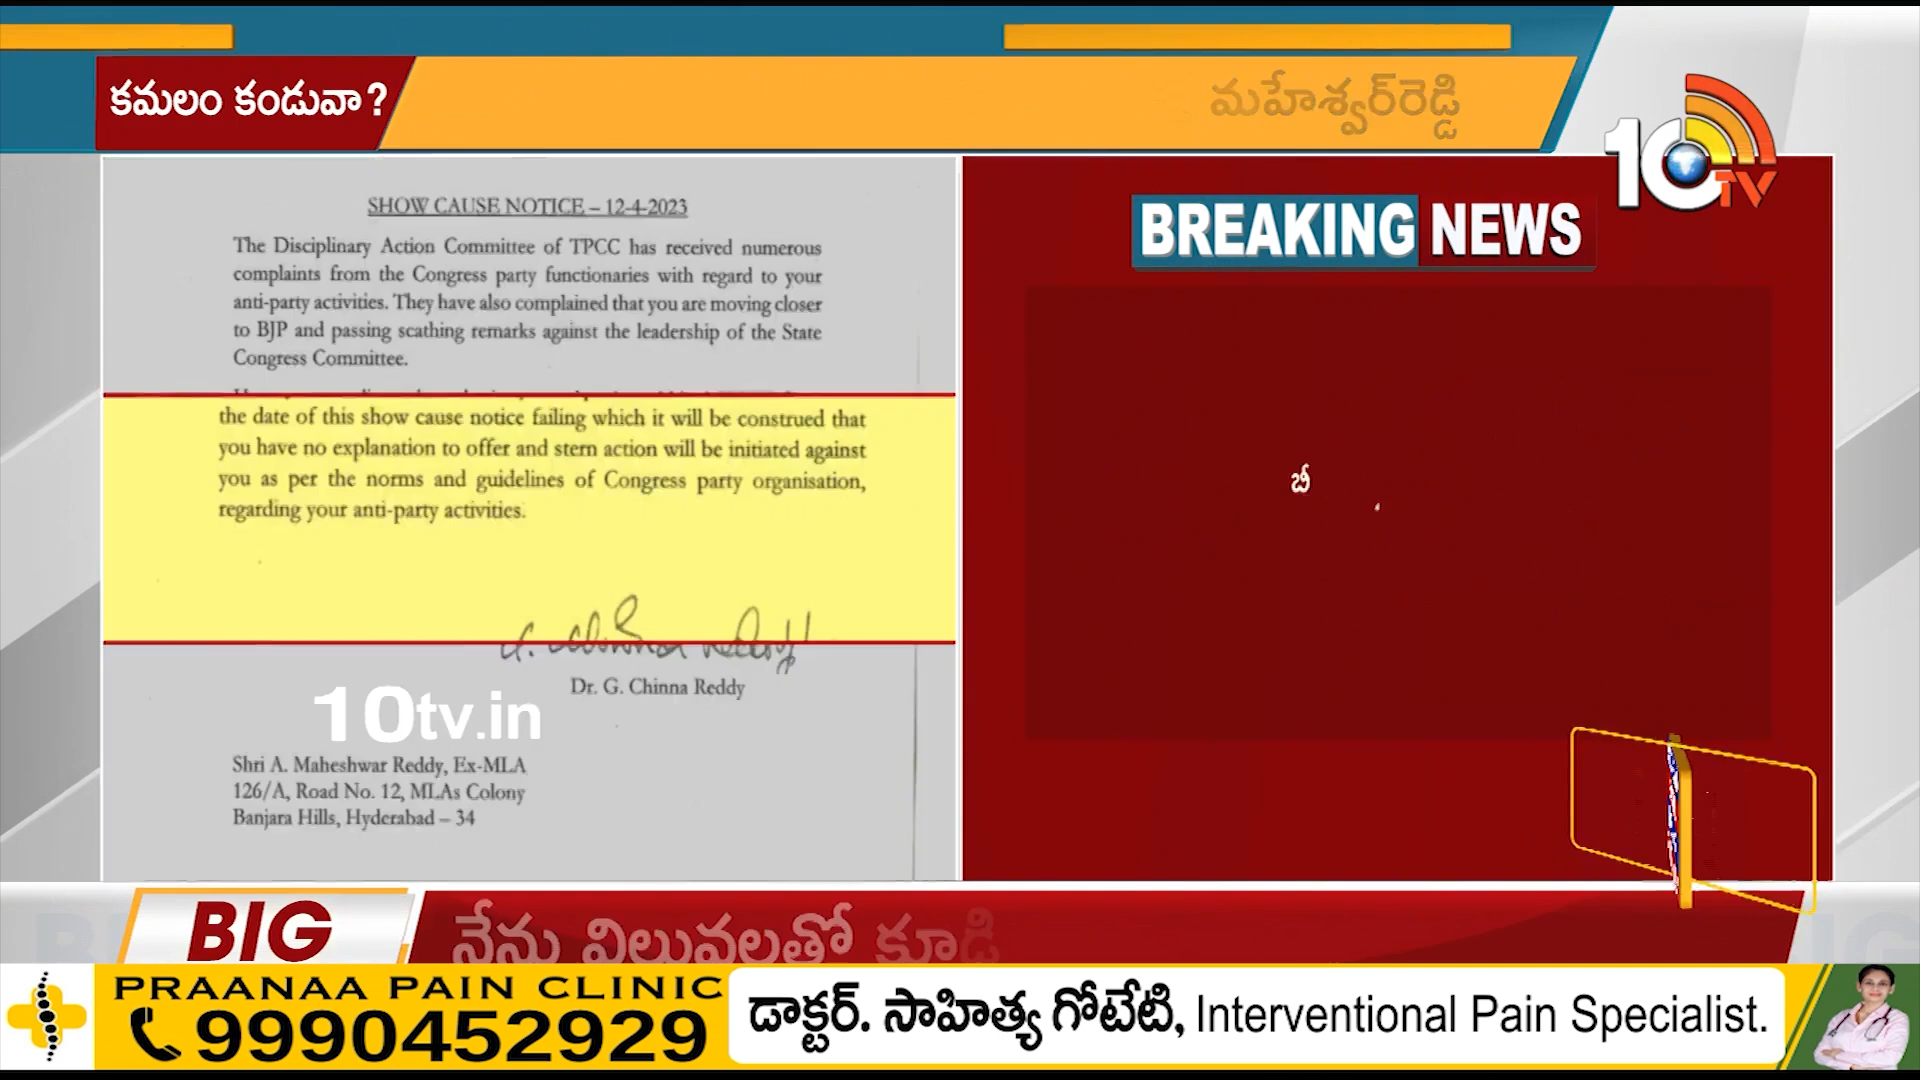 కమలం కండువా?
మహేశ్వర్‌రెడ్డి
10TV
SHOW CAUSE NOTICE – 12-4-2023
The Disciplinary Action Committee of TPCC has received numerous
complaints from the Congress party functionaries with regard to your
anti-party activities. They have also complained that you are moving closer
to BJP and passing scathing remarks against the leadership of the State
Congress Committee.
the date of this show cause notice failing which it will be construed that
you have no explanation to offer and stern action will be initiated against
you as per the norms and guidelines of Congress party organisation,
regarding your anti-party activities.
Dr. G. Chinna Reddy
10tv.in
Shri A. Maheshwar Reddy, Ex-MLA
126/A, Road No. 12, MLAs Colony
Banjara Hills, Hyderabad – 34
BREAKING NEWS
బీ
BIG
నేను విలువలతో కూడి
PRAANAA PAIN CLINIC
9990452929
డాక్టర్. సాహిత్య గోటేటి, Interventional Pain Specialist.